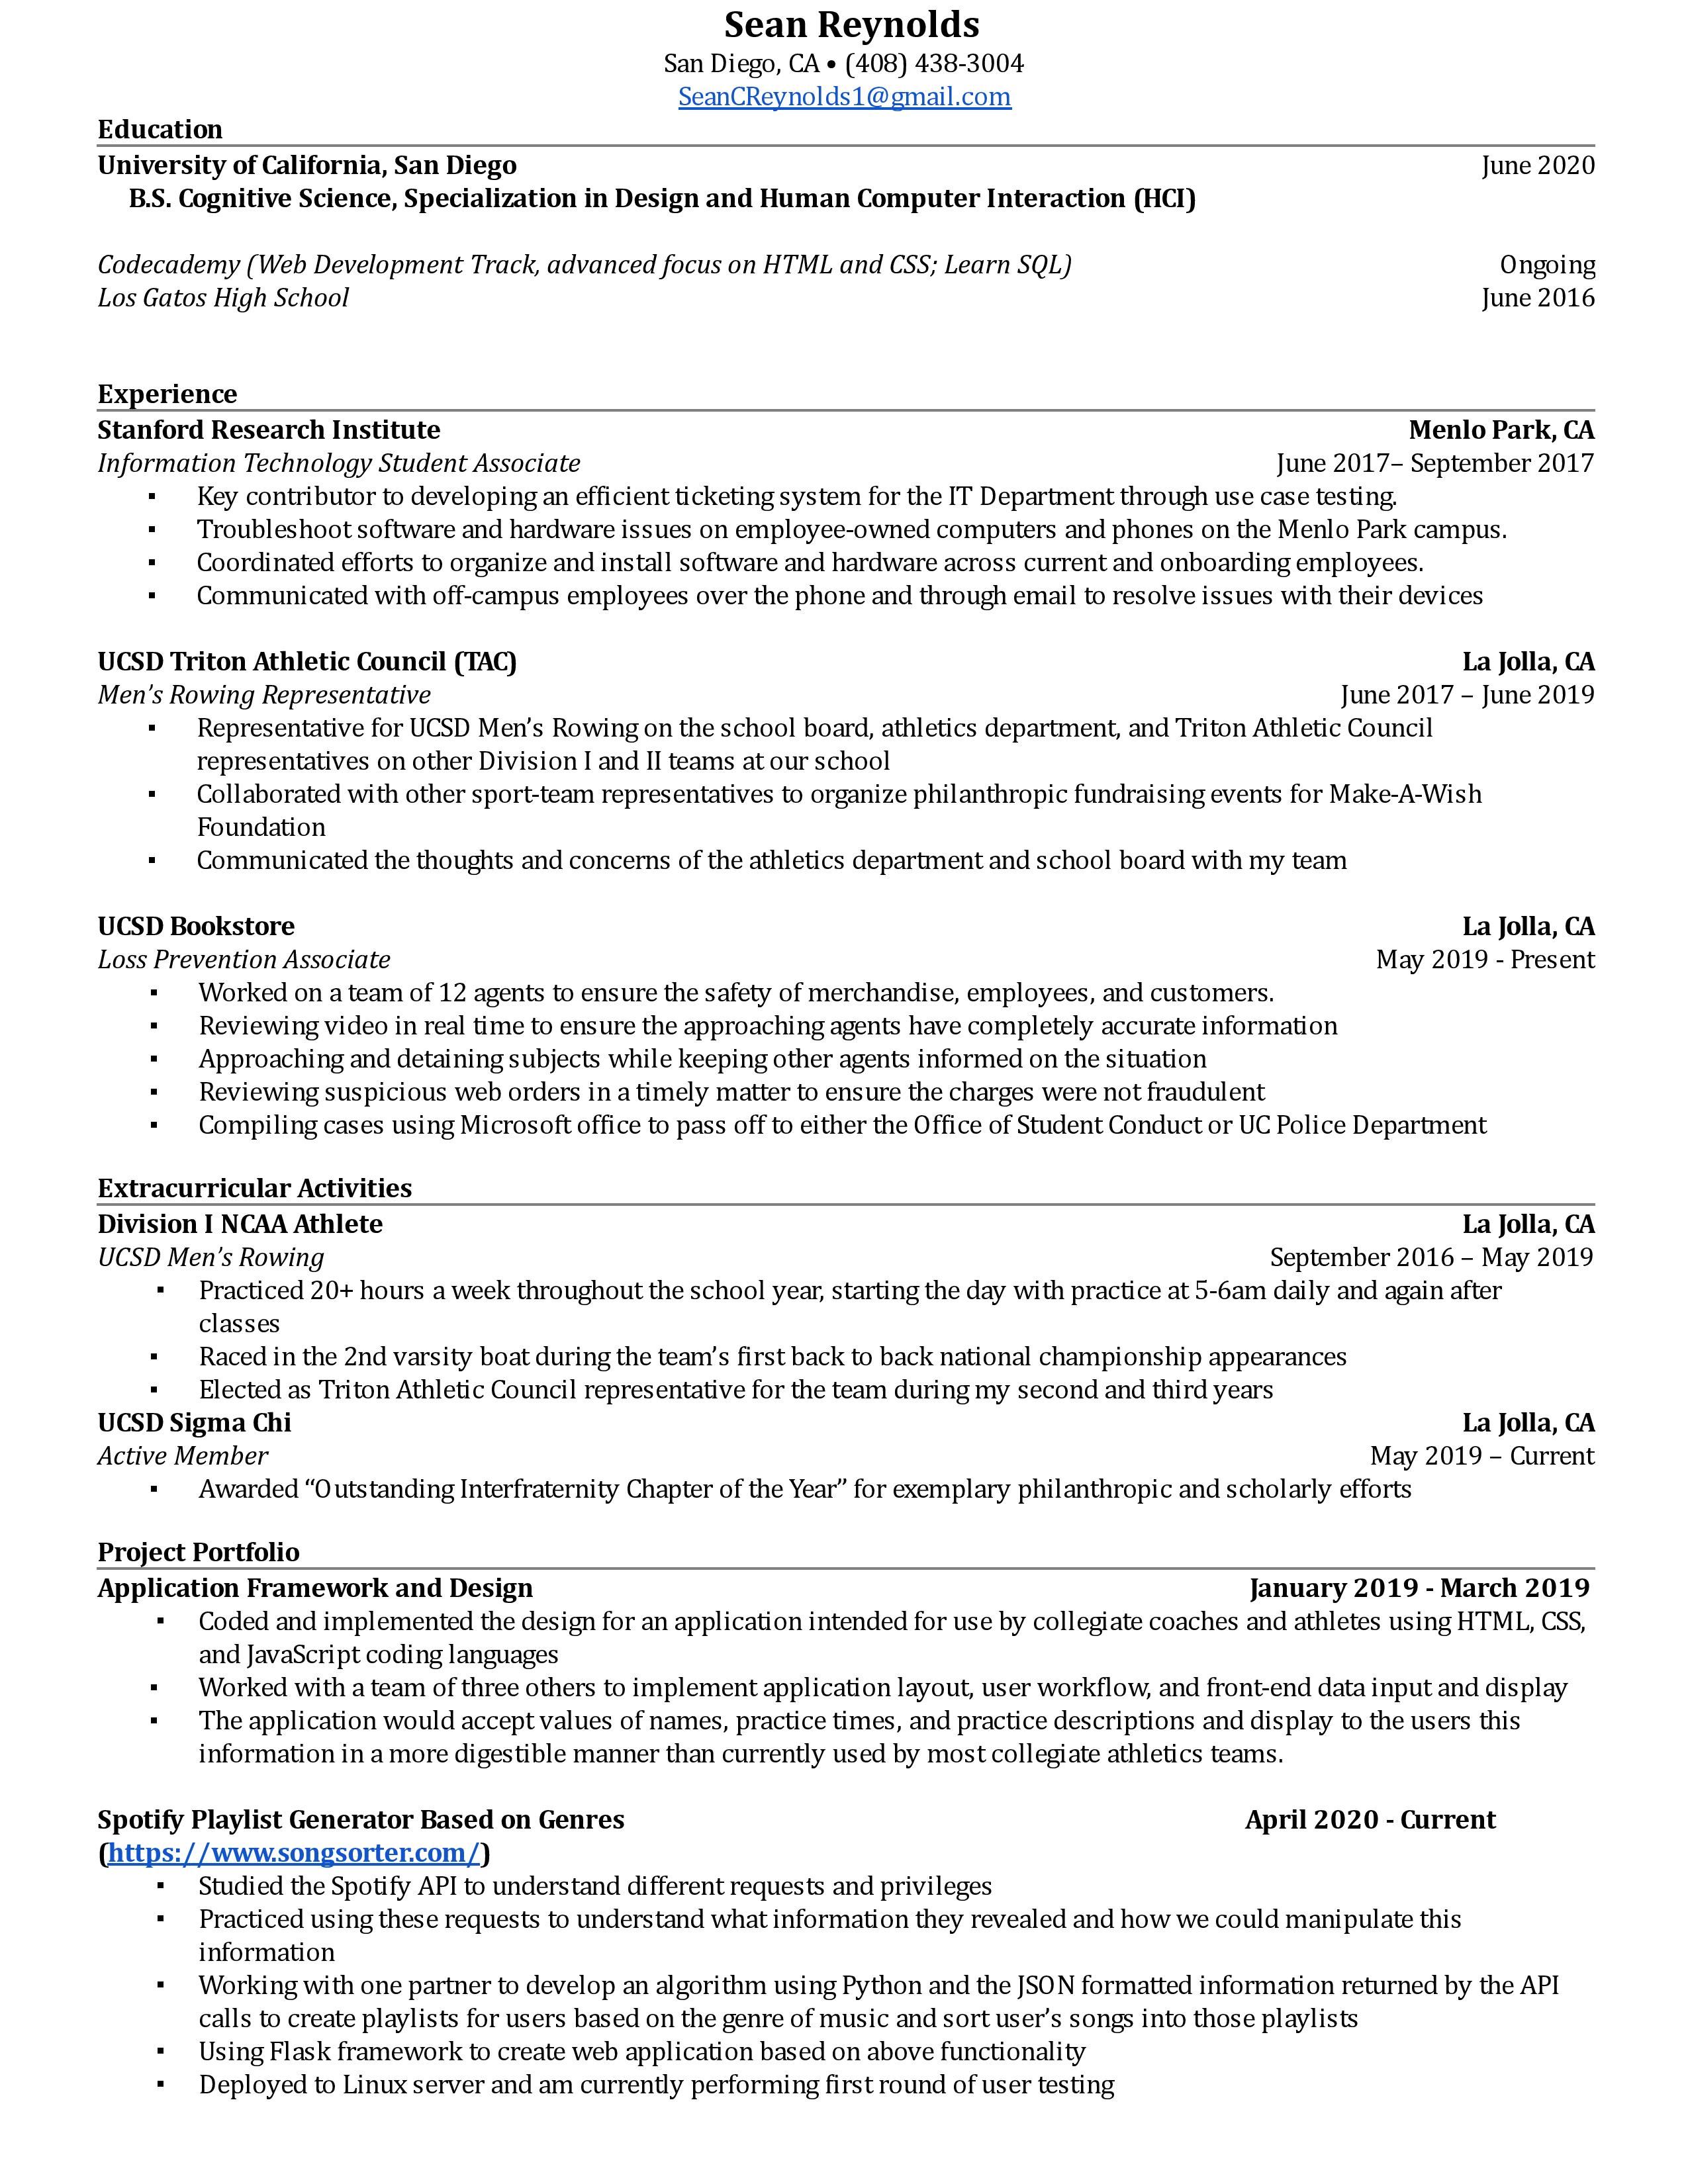 Sean Reynolds
San Diego, CA • (408) 438-3004
SeanCReynolds1@gmail.com
Education
University of California, San Diego June 2020
B.S. Cognitive Science, Specialization in Design and Human Computer Interaction (HCI)
Codecademy (Web Development Track, advanced focus on HTML and CSS; Learn SQL) Ongoing
Los Gatos High School June 2016
Experience
Stanford Research Institute Menlo Park, CA
Information Technology Student Associate June 2017– September 2017
▪ Key contributor to developing an efficient ticketing system for the IT Department through use case testing.
▪ Troubleshoot software and hardware issues on employee-owned computers and phones on the Menlo Park campus.
▪ Coordinated efforts to organize and install software and hardware across current and onboarding employees.
▪ Communicated with off-campus employees over the phone and through email to resolve issues with their devices
UCSD Triton Athletic Council (TAC) La Jolla, CA
Men’s Rowing Representative June 2017 – June 2019
▪ Representative for UCSD Men’s Rowing on the school board, athletics department, and Triton Athletic Council
representatives on other Division I and II teams at our school
▪ Collaborated with other sport-team representatives to organize philanthropic fundraising events for Make-A-Wish
Foundation
▪ Communicated the thoughts and concerns of the athletics department and school board with my team
UCSD Bookstore La Jolla, CA
Loss Prevention Associate May 2019 - Present
▪ Worked on a team of 12 agents to ensure the safety of merchandise, employees, and customers.
▪ Reviewing video in real time to ensure the approaching agents have completely accurate information
▪ Approaching and detaining subjects while keeping other agents informed on the situation
▪ Reviewing suspicious web orders in a timely matter to ensure the charges were not fraudulent
▪ Compiling cases using Microsoft office to pass off to either the Office of Student Conduct or UC Police Department
Extracurricular Activities
Division I NCAA Athlete La Jolla, CA
UCSD Men’s Rowing September 2016 – May 2019
▪ Practiced 20+ hours a week throughout the school year, starting the day with practice at 5-6am daily and again after
classes
▪ Raced in the 2nd varsity boat during the team’s first back to back national championship appearances
▪ Elected as Triton Athletic Council representative for the team during my second and third years
UCSD Sigma Chi La Jolla, CA
Active Member May 2019 – Current
▪ Awarded “Outstanding Interfraternity Chapter of the Year” for exemplary philanthropic and scholarly efforts
Project Portfolio
Application Framework and Design January 2019 - March 2019
▪ Coded and implemented the design for an application intended for use by collegiate coaches and athletes using HTML, CSS,
and JavaScript coding languages
▪ Worked with a team of three others to implement application layout, user workflow, and front-end data input and display
▪ The application would accept values of names, practice times, and practice descriptions and display to the users this
information in a more digestible manner than currently used by most collegiate athletics teams.
Spotify Playlist Generator Based on Genres April 2020 - Current
(https://www.songsorter.com/)
▪ Studied the Spotify API to understand different requests and privileges
▪ Practiced using these requests to understand what information they revealed and how we could manipulate this
information
▪ Working with one partner to develop an algorithm using Python and the JSON formatted information returned by the API
calls to create playlists for users based on the genre of music and sort user’s songs into those playlists
▪ Using Flask framework to create web application based on above functionality
▪ Deployed to Linux server and am currently performing first round of user testing